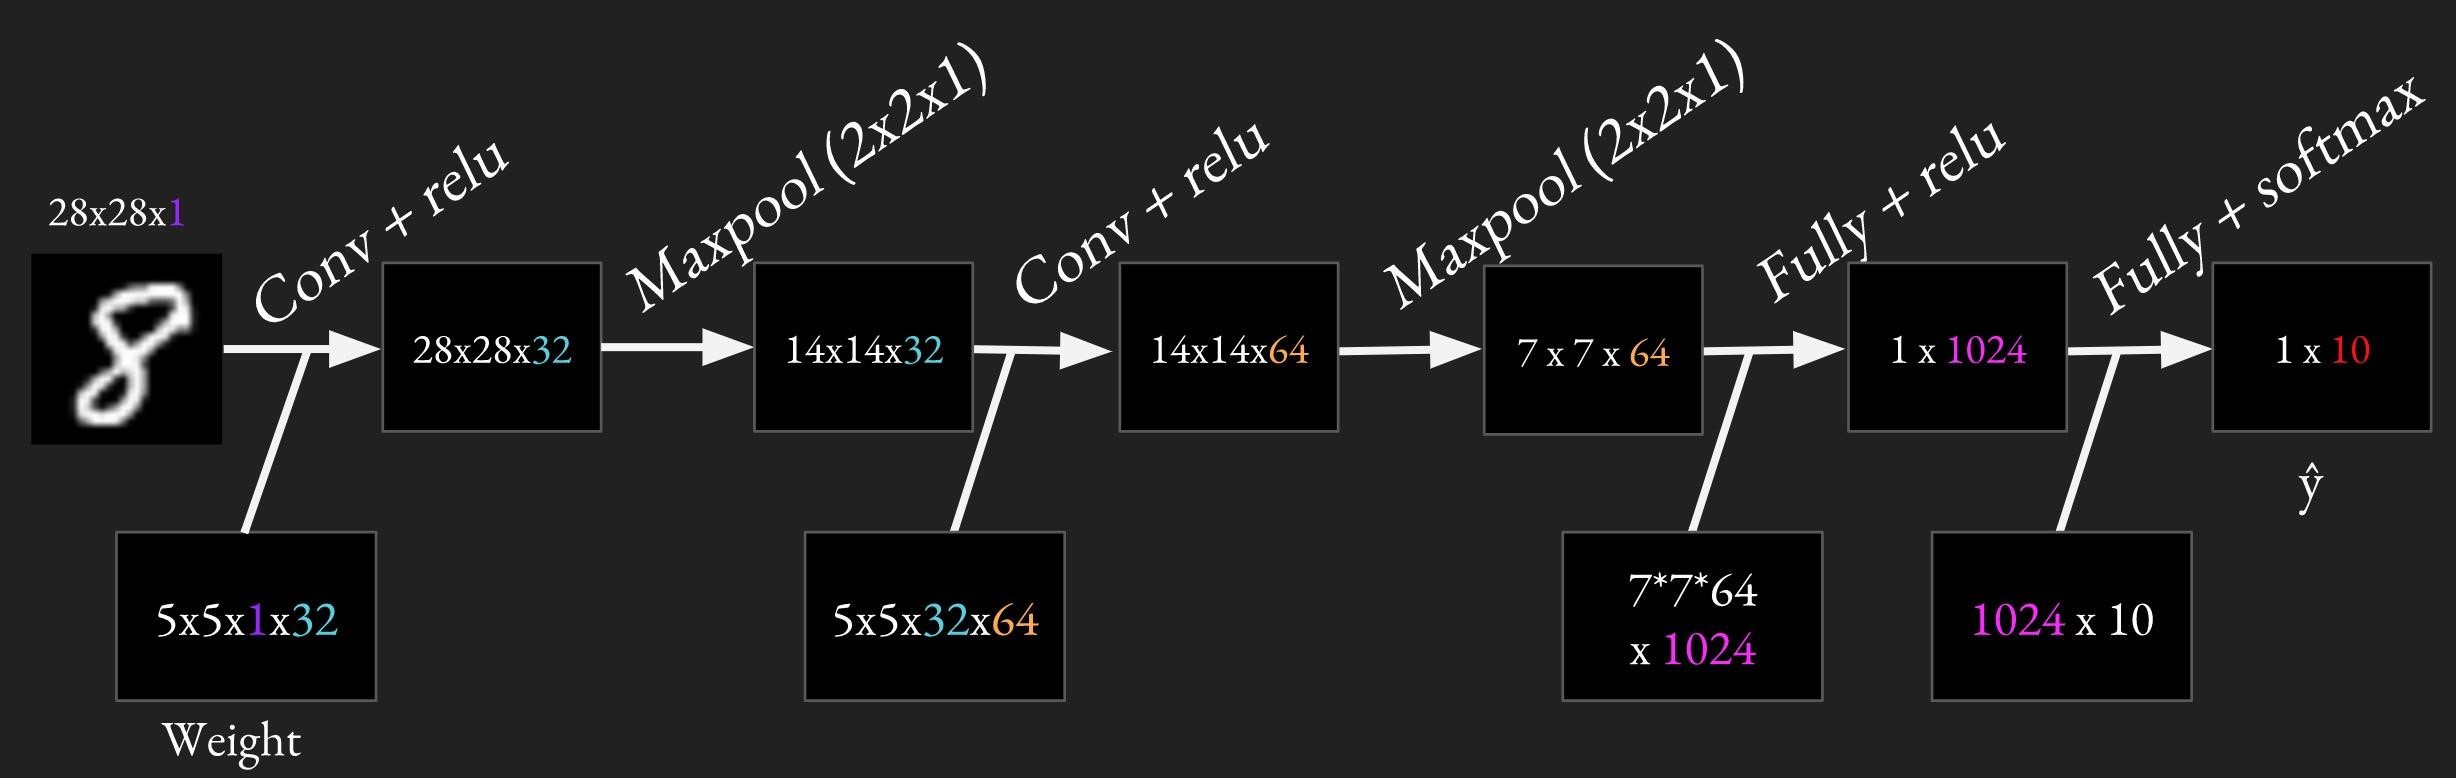 28x28x1
Conv + relu
28x28x32
Maxpool (2x2x1)
14x14x32
Conv + relu
14x14x64
Maxpool (2x2x1)
7 x 7 x 64
Fully + relu
1 x 1024
Fully + softmax
1 x 10
ŷ
5x5x1x32
Weight
5x5x32x64
7*7*64
x 1024
1024 x 10